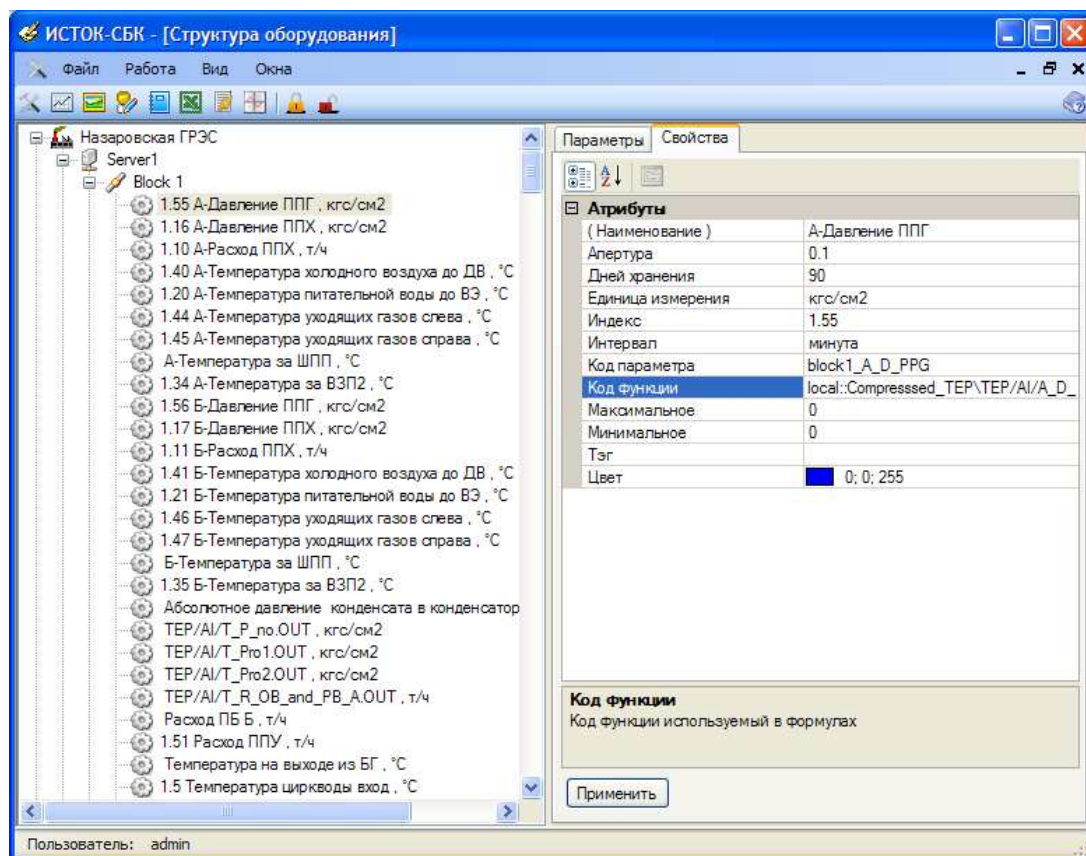 ИСТОК-СБК - [Структура оборудования]
Файл Работа Вид Окна
Назаровская ГРЭС
Server1
Block 1
1.55 А-Давление ППГ , кгс/см2
1.16 А-Давление ППХ , кгс/см2
1.10 А-Расход ППХ , т/ч
1.40 А-Температура холодного воздуха до ДВ , °C
1.20 А-Температура питательной воды до ВЭ , °C
1.44 А-Температура уходящих газов слева , °C
1.45 А-Температура уходящих газов справа , °C
А-Температура за ШПП , °C
1.34 А-Температура за ВЗП2 , °C
1.56 Б-Давление ППГ , кгс/см2
1.17 Б-Давление ППХ , кгс/см2
1.11 Б-Расход ППХ , т/ч
1.41 Б-Температура холодного воздуха до ДВ , °C
1.21 Б-Температура питательной воды до ВЭ , °C
1.46 Б-Температура уходящих газов слева , °C
1.47 Б-Температура уходящих газов справа , °C
Б-Температура за ШПП , °C
1.35 Б-Температура за ВЗП2 , °C
Абсолютное давление конденсата в конденсатор
TEP/AI/T_P_no.OUT , кгс/см2
TEP/AI/T_Pro1.OUT , кгс/см2
TEP/AI/T_Pro2.OUT , кгс/см2
TEP/AI/T_R_OB_and_PB_A.OUT , т/ч
Расход ПБ Б , т/ч
1.51 Расход ППУ , т/ч
Температура на выходе из БГ , °C
1.5 Температура циркводы вход , °C
Параметры Свойства
Атрибуты
( Наименование ) А-Давление ППГ
Апертура 0.1
Дней хранения 90
Единица измерения кгс/см2
Индекс 1.55
Интервал минута
Код параметра block1_A_D_PPG
Код функции local::Compresssed_TEP\TEP/AI/A_D_
Максимальное 0
Минимальное 0
Тэг
Цвет 0; 0; 255
Код функции
Код функции используемый в формулах
Применить
Пользователь: admin